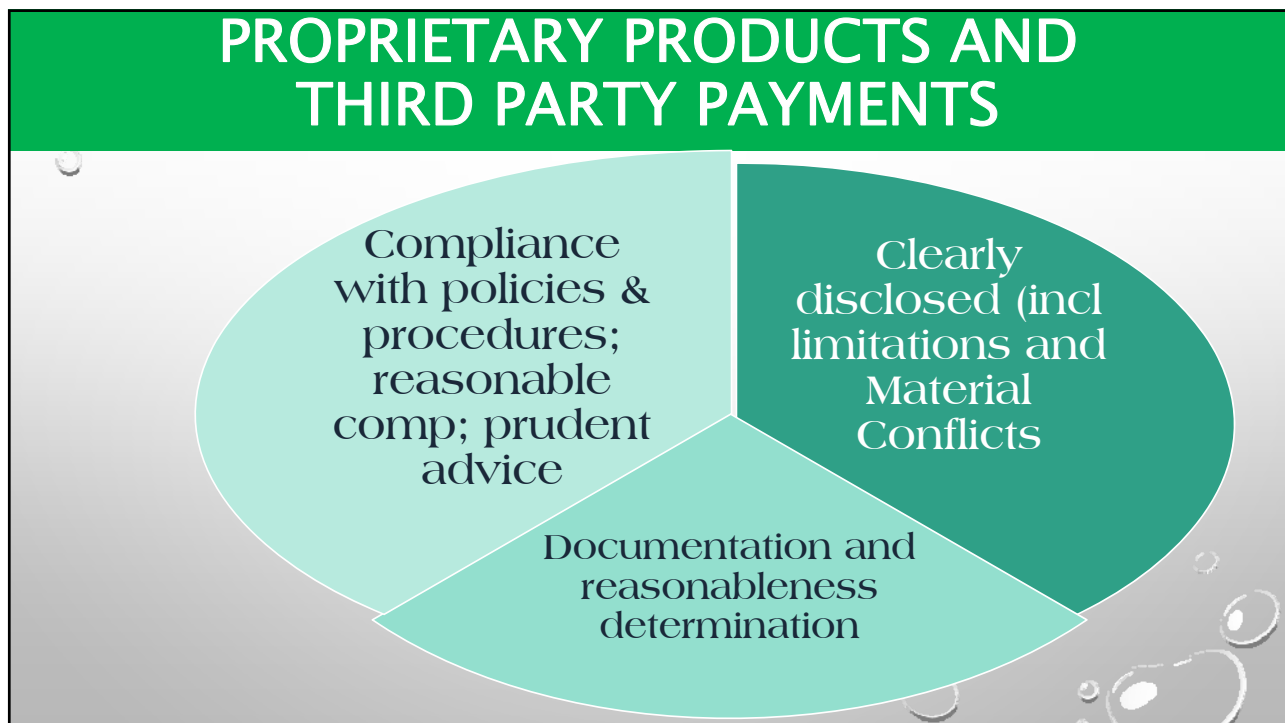 PROPRIETARY PRODUCTS AND
THIRD PARTY PAYMENTS
Compliance
with policies &
procedures;
reasonable
comp; prudent
advice
Clearly
disclosed (incl
limitations and
Material
Conflicts
Documentation and
reasonableness
determination